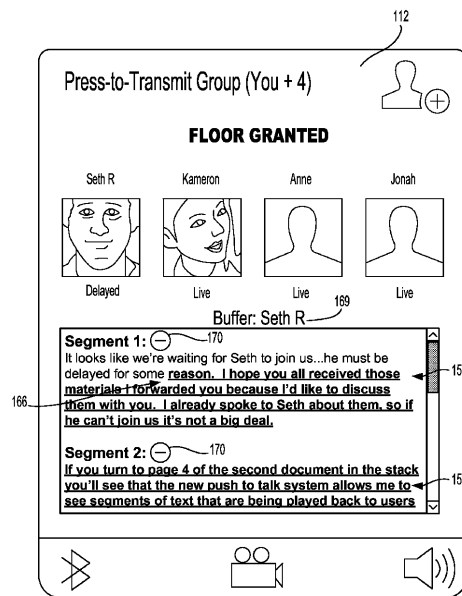 112
Press-to-Transmit Group (You + 4)
FLOOR GRANTED
Seth R Kameron Anne Jonah
Delayed Live Live Live
Buffer: Seth R 169
Segment 1: 170
It looks like we're waiting for Seth to join us...he must be
delayed for some reason. I hope you all received those
materials I forwarded you because I'd like to discuss
them with you. I already spoke to Seth about them, so if
he can't join us it's not a big deal.
166
15
Segment 2: 170
If you turn to page 4 of the second document in the stack
you'll see that the new push to talk system allows me to
see segments of text that are being played back to users
15